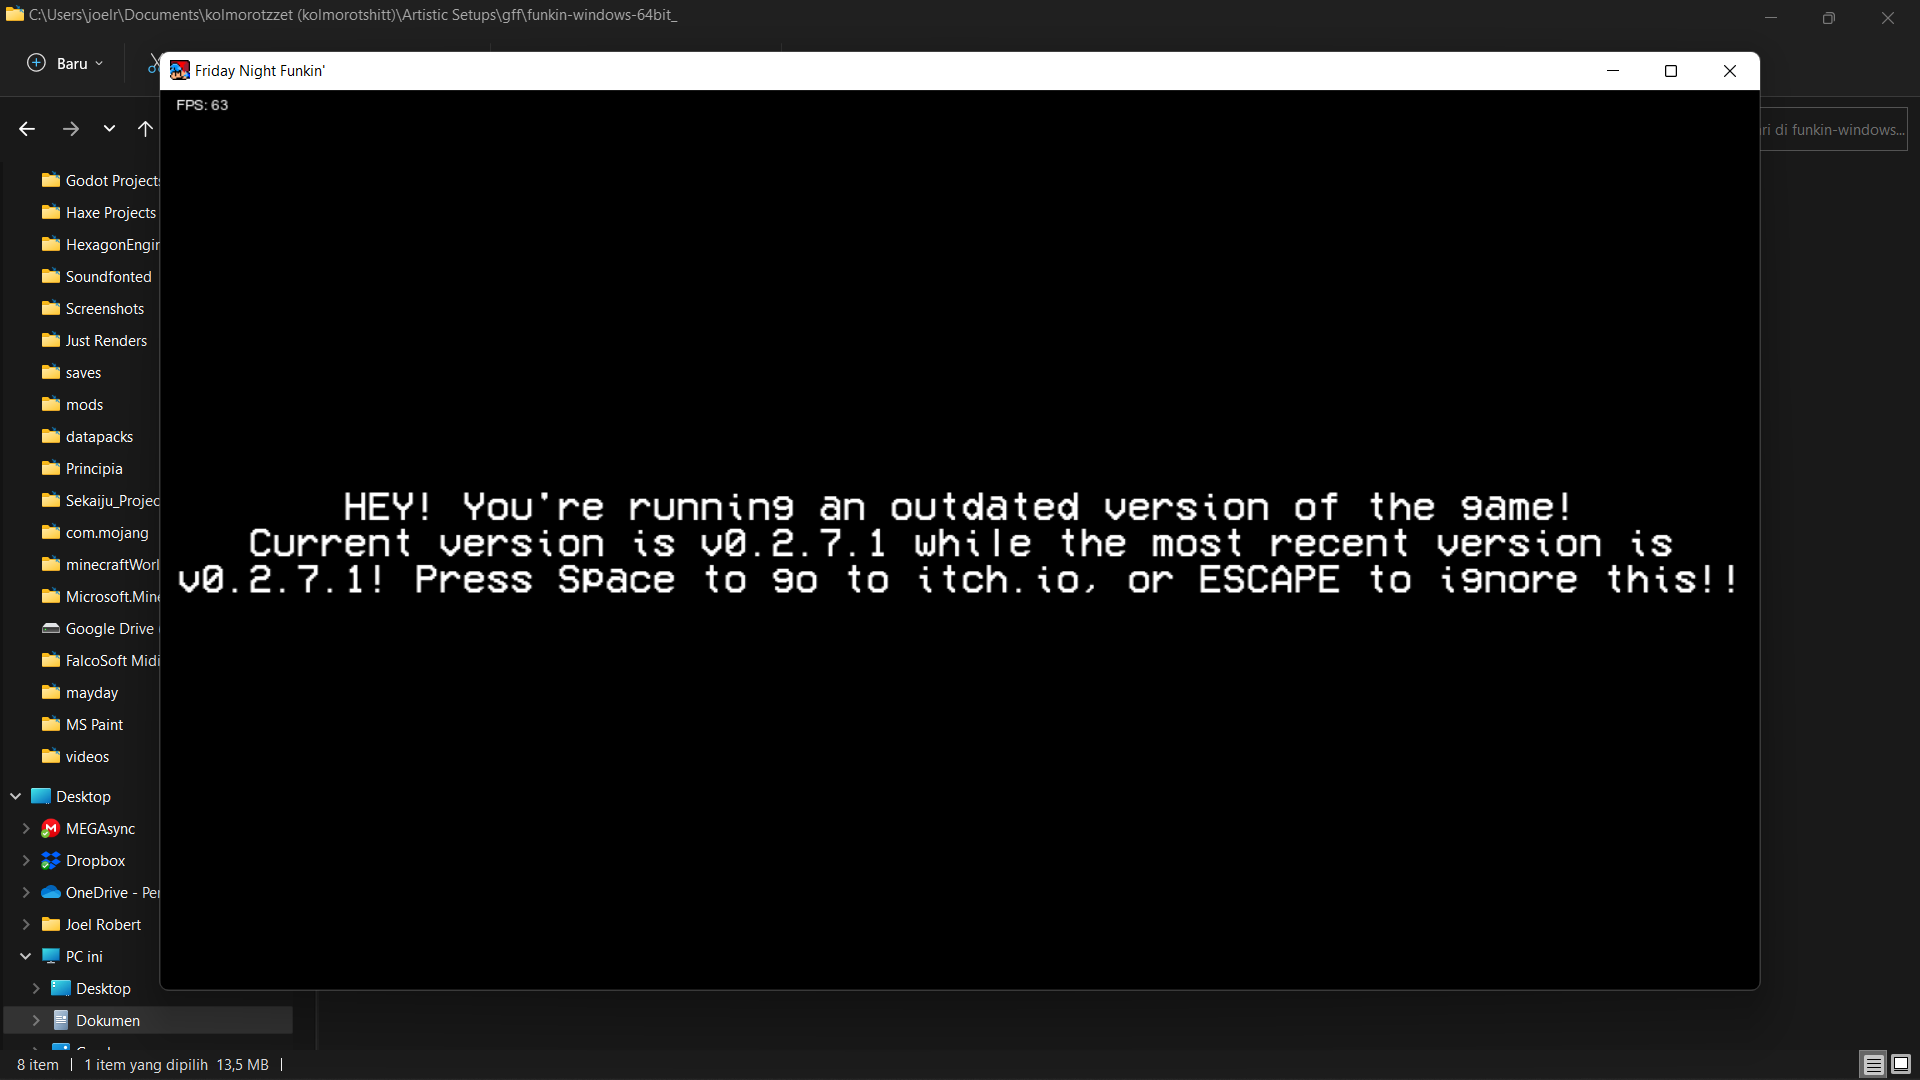 C:\Users\joelr\Documents\kolmorotzzet (kolmorotshitt)\Artistic Setups\gff\funkin-windows-64bit_
Baru
Friday Night Funkin'
FPS: 63
ri di funkin-windows...
Godot Projects
Haxe Projects
HexagonEngin
Soundfonted
Screenshots
Just Renders
saves
mods
datapacks
Principia
Sekaiju_Projec
com.mojang
minecraftWorl
Microsoft.Mine
Google Drive
FalcoSoft Midi
mayday
MS Paint
videos
HEY! You're running an outdated version of the game!
Current version is v0.2.7.1 while the most recent version is
v0.2.7.1! Press Space to go to itch.io, or ESCAPE to ignore this!!
Desktop
MEGAsync
Dropbox
OneDrive - Per
Joel Robert
PC ini
Desktop
Dokumen
8 item
1 item yang dipilih 13,5 MB